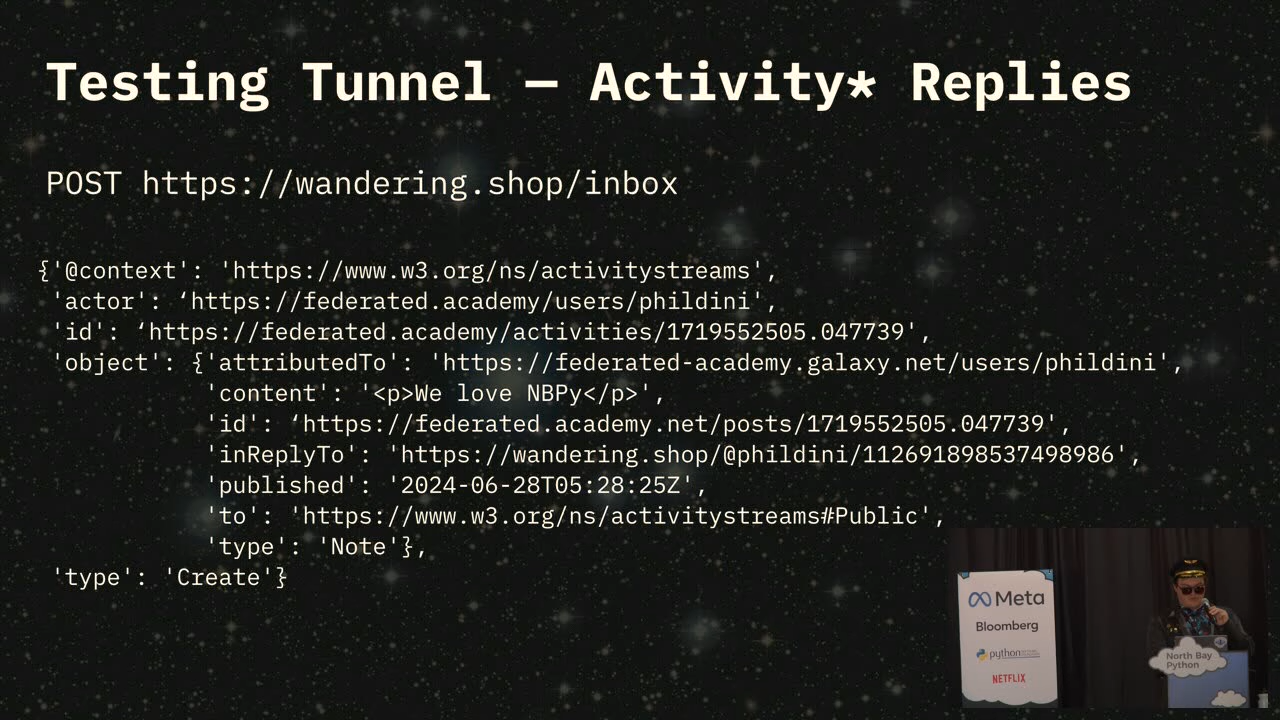 Testing Tunnel — Activity* Replies
POST https://wandering.shop/inbox
{'@context': 'https://www.w3.org/ns/activitystreams',
'actor': ‘https://federated.academy/users/phildini',
'id': ‘https://federated.academy/activities/1719552505.047739',
'object': {'attributedTo': 'https://federated-academy.galaxy.net/users/phildini',
'content': '<p>We love NBPy</p>',
'id': ‘https://federated.academy.net/posts/1719552505.047739',
'inReplyTo': 'https://wandering.shop/@phildini/112691898537498986',
'published': '2024-06-28T05:28:25Z',
'to': 'https://www.w3.org/ns/activitystreams#Public',
'type': 'Note'},
'type': 'Create'}
Meta
Bloomberg
python
NETFLIX
North Bay
Python